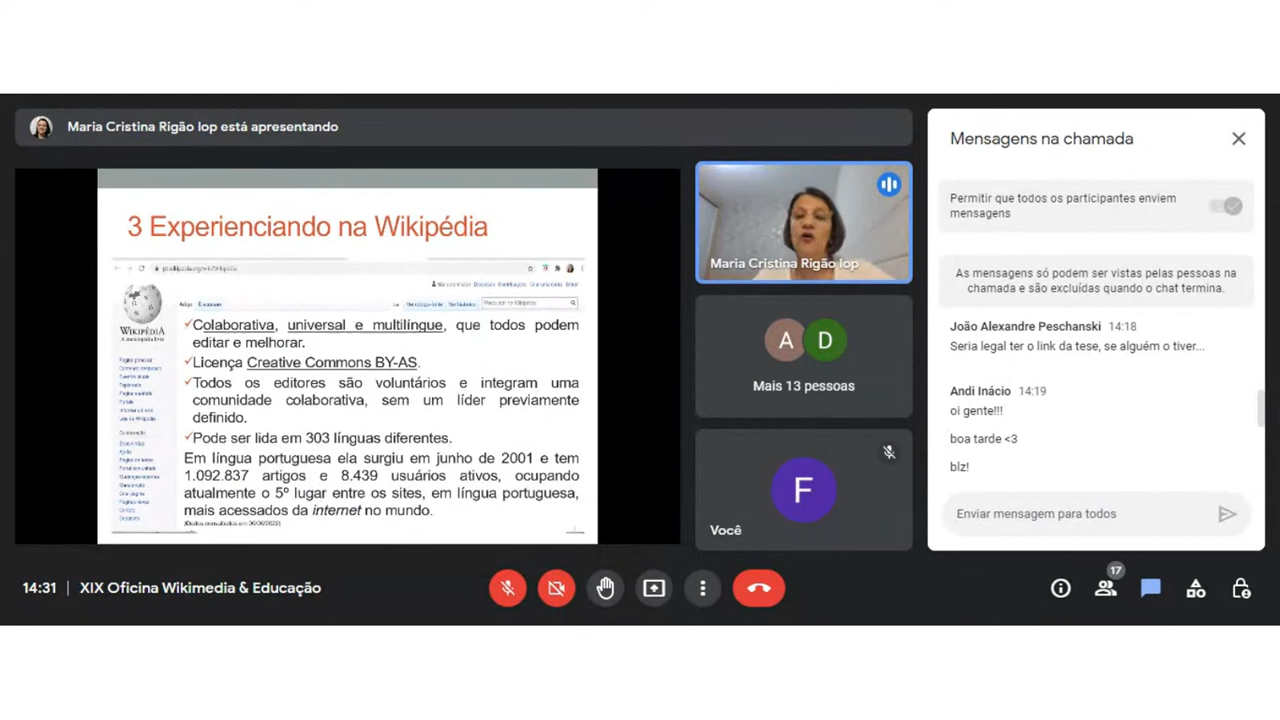 Maria Cristina Rigão Iop está apresentando
3 Experienciando na Wikipédia
WIKIPÉDIA
A enciclopédia livre
✓Colaborativa, universal e multilíngue, que todos podem
editar e melhorar.
✓Licença Creative Commons BY-AS.
✓Todos os editores são voluntários e integram uma
comunidade colaborativa, sem um líder previamente
definido.
✓Pode ser lida em 303 línguas diferentes.
Em língua portuguesa ela surgiu em junho de 2001 e tem
1.092.837 artigos e 8.439 usuários ativos, ocupando
atualmente o 5º lugar entre os sites, em língua portuguesa,
mais acessados da internet no mundo.
Maria Cristina Rigão Iop
A D
Mais 13 pessoas
F
Você
Mensagens na chamada
Permitir que todos os participantes enviem
mensagens
As mensagens só podem ser vistas pelas pessoas na
chamada e são excluídas quando o chat termina.
João Alexandre Peschanski 14:18
Seria legal ter o link da tese, se alguém o tiver...
Andi Inácio 14:19
oi gente!!!
boa tarde <3
blz!
Enviar mensagem para todos
14:31 | XIX Oficina Wikimedia & Educação
17